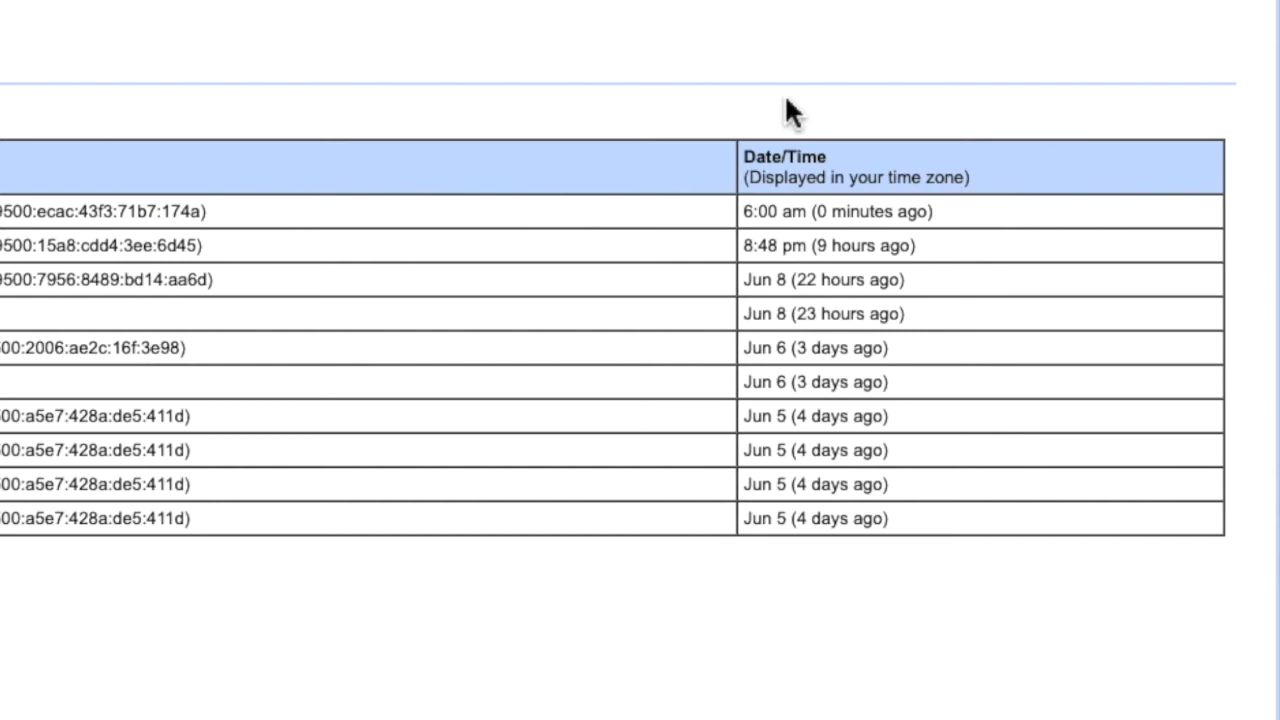 Date/Time
(Displayed in your time zone)
9500:ecac:43f3:71b7:174a) 6:00 am (0 minutes ago)
9500:15a8:cdd4:3ee:6d45) 8:48 pm (9 hours ago)
9500:7956:8489:bd14:aa6d) Jun 8 (22 hours ago)
Jun 8 (23 hours ago)
00:2006:ae2c:16f:3e98) Jun 6 (3 days ago)
Jun 6 (3 days ago)
00:a5e7:428a:de5:411d) Jun 5 (4 days ago)
00:a5e7:428a:de5:411d) Jun 5 (4 days ago)
00:a5e7:428a:de5:411d) Jun 5 (4 days ago)
00:a5e7:428a:de5:411d) Jun 5 (4 days ago)